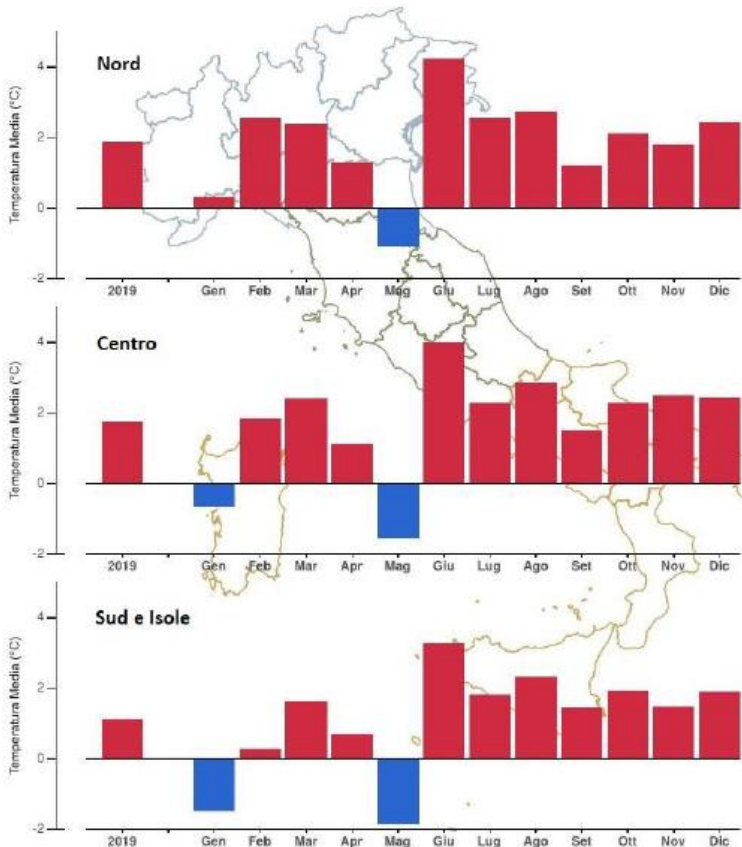 Nord
Temperatura Media (°C)
4
2
0
-2
2019 Gen Feb Mar Apr Mag Giu Lug Ago Set Ott Nov Dic
Centro
Temperatura Media (°C)
4
2
0
-2
2019 Gen Feb Mar Apr Mag Giu Lug Ago Set Ott Nov Dic
Sud e Isole
Temperatura Media (°C)
4
2
0
-2
2019 Gen Feb Mar Apr Mag Giu Lug Ago Set Ott Nov Dic